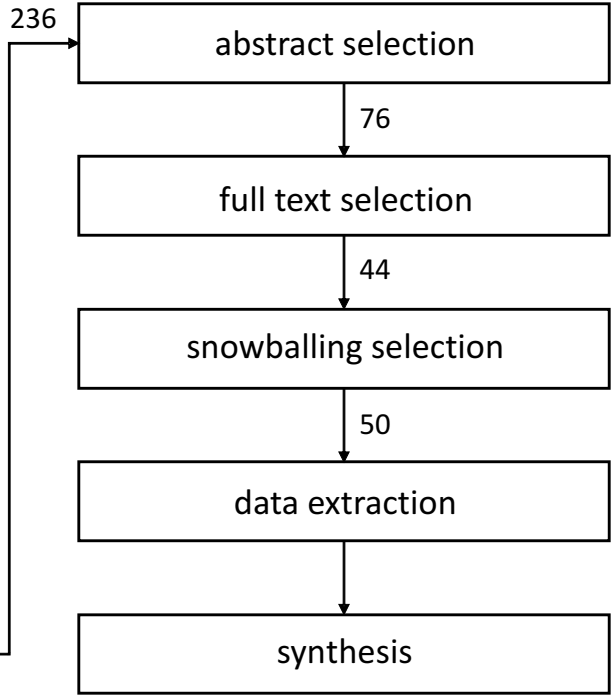 236
abstract selection
76
full text selection
44
snowballing selection
50
data extraction
synthesis